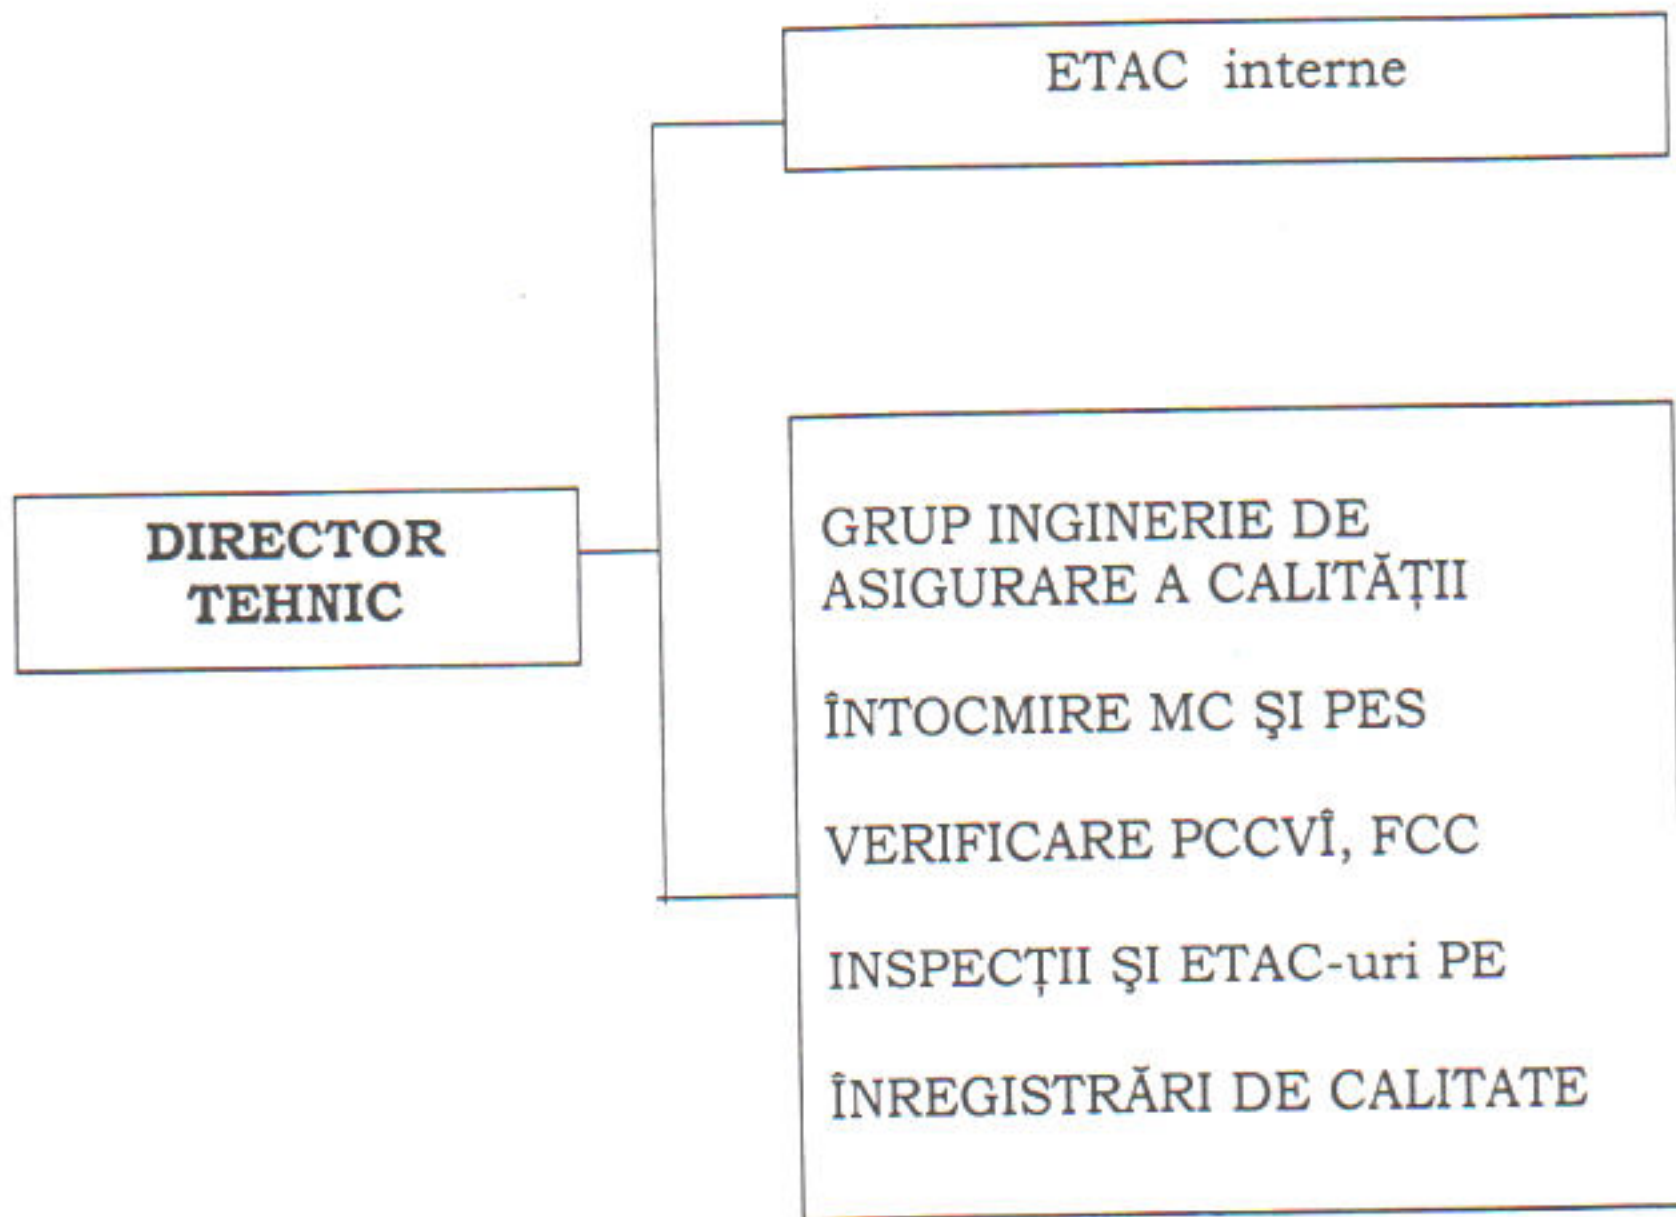 ETAC interne
DIRECTOR
TEHNIC
GRUP INGINERIE DE
ASIGURARE A CALITĂȚII
ÎNTOCMIRE MC ŞI PES
VERIFICARE PCCVÎ, FCC
INSPECȚII ŞI ETAC-uri PE
ÎNREGISTRĂRI DE CALITATE